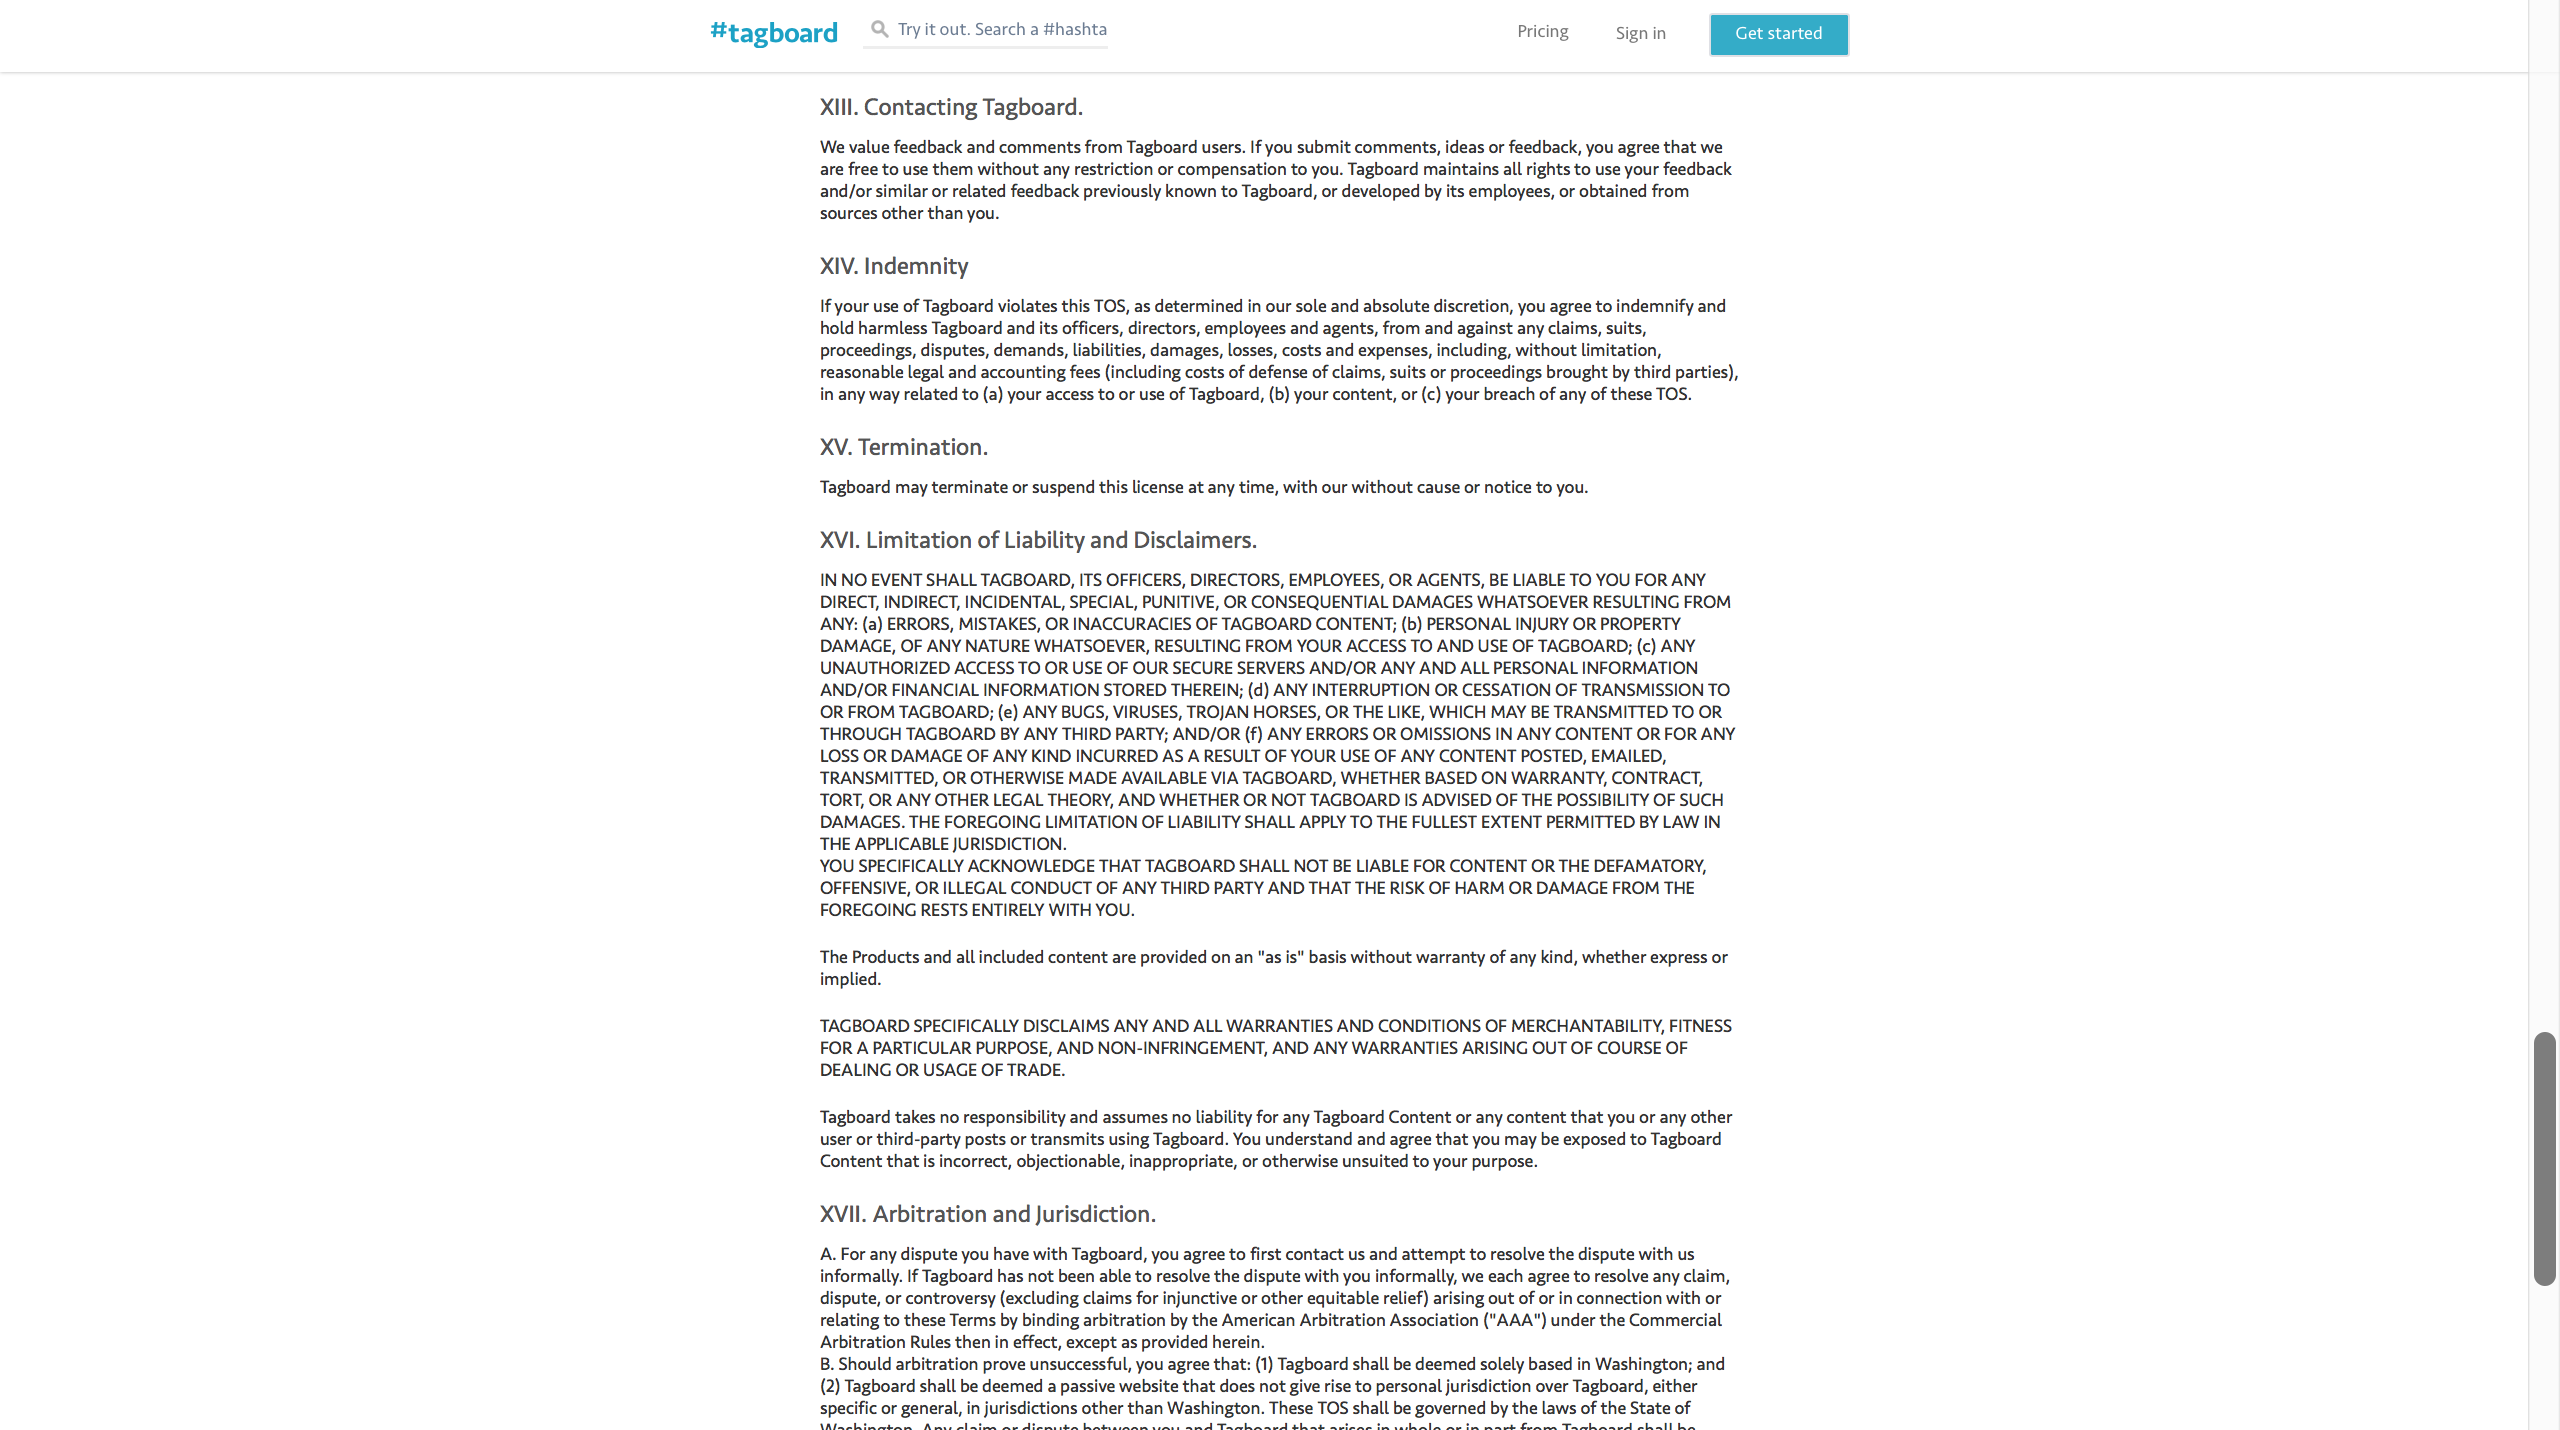 #tagboard
Try it out. Search a #hashta
Pricing
Sign in
Get started
XIII. Contacting Tagboard.
We value feedback and comments from Tagboard users. If you submit comments, ideas or feedback, you agree that we
are free to use them without any restriction or compensation to you. Tagboard maintains all rights to use your feedback
and/or similar or related feedback previously known to Tagboard, or developed by its employees, or obtained from
sources other than you.
XIV. Indemnity
If your use of Tagboard violates this TOS, as determined in our sole and absolute discretion, you agree to indemnify and
hold harmless Tagboard and its officers, directors, employees and agents, from and against any claims, suits,
proceedings, disputes, demands, liabilities, damages, losses, costs and expenses, including, without limitation,
reasonable legal and accounting fees (including costs of defense of claims, suits or proceedings brought by third parties),
in any way related to (a) your access to or use of Tagboard, (b) your content, or (c) your breach of any of these TOS.
XV. Termination.
Tagboard may terminate or suspend this license at any time, with our without cause or notice to you.
XVI. Limitation of Liability and Disclaimers.
IN NO EVENT SHALL TAGBOARD, ITS OFFICERS, DIRECTORS, EMPLOYEES, OR AGENTS, BE LIABLE TO YOU FOR ANY
DIRECT, INDIRECT, INCIDENTAL, SPECIAL, PUNITIVE, OR CONSEQUENTIAL DAMAGES WHATSOEVER RESULTING FROM
ANY: (a) ERRORS, MISTAKES, OR INACCURACIES OF TAGBOARD CONTENT; (b) PERSONAL INJURY OR PROPERTY
DAMAGE, OF ANY NATURE WHATSOEVER, RESULTING FROM YOUR ACCESS TO AND USE OF TAGBOARD; (c) ANY
UNAUTHORIZED ACCESS TO OR USE OF OUR SECURE SERVERS AND/OR ANY AND ALL PERSONAL INFORMATION
AND/OR FINANCIAL INFORMATION STORED THEREIN; (d) ANY INTERRUPTION OR CESSATION OF TRANSMISSION TO
OR FROM TAGBOARD; (e) ANY BUGS, VIRUSES, TROJAN HORSES, OR THE LIKE, WHICH MAY BE TRANSMITTED TO OR
THROUGH TAGBOARD BY ANY THIRD PARTY; AND/OR (f) ANY ERRORS OR OMISSIONS IN ANY CONTENT OR FOR ANY
LOSS OR DAMAGE OF ANY KIND INCURRED AS A RESULT OF YOUR USE OF ANY CONTENT POSTED, EMAILED,
TRANSMITTED, OR OTHERWISE MADE AVAILABLE VIA TAGBOARD, WHETHER BASED ON WARRANTY, CONTRACT,
TORT, OR ANY OTHER LEGAL THEORY, AND WHETHER OR NOT TAGBOARD IS ADVISED OF THE POSSIBILITY OF SUCH
DAMAGES. THE FOREGOING LIMITATION OF LIABILITY SHALL APPLY TO THE FULLEST EXTENT PERMITTED BY LAW IN
THE APPLICABLE JURISDICTION.
YOU SPECIFICALLY ACKNOWLEDGE THAT TAGBOARD SHALL NOT BE LIABLE FOR CONTENT OR THE DEFAMATORY,
OFFENSIVE, OR ILLEGAL CONDUCT OF ANY THIRD PARTY AND THAT THE RISK OF HARM OR DAMAGE FROM THE
FOREGOING RESTS ENTIRELY WITH YOU.
The Products and all included content are provided on an "as is" basis without warranty of any kind, whether express or
implied.
TAGBOARD SPECIFICALLY DISCLAIMS ANY AND ALL WARRANTIES AND CONDITIONS OF MERCHANTABILITY, FITNESS
FOR A PARTICULAR PURPOSE, AND NON-INFRINGEMENT, AND ANY WARRANTIES ARISING OUT OF COURSE OF
DEALING OR USAGE OF TRADE.
Tagboard takes no responsibility and assumes no liability for any Tagboard Content or any content that you or any other
user or third-party posts or transmits using Tagboard. You understand and agree that you may be exposed to Tagboard
Content that is incorrect, objectionable, inappropriate, or otherwise unsuited to your purpose.
XVII. Arbitration and Jurisdiction.
A. For any dispute you have with Tagboard, you agree to first contact us and attempt to resolve the dispute with us
informally. If Tagboard has not been able to resolve the dispute with you informally, we each agree to resolve any claim,
dispute, or controversy (excluding claims for injunctive or other equitable relief) arising out of or in connection with or
relating to these Terms by binding arbitration by the American Arbitration Association ("AAA") under the Commercial
Arbitration Rules then in effect, except as provided herein.
B. Should arbitration prove unsuccessful, you agree that: (1) Tagboard shall be deemed solely based in Washington; and
(2) Tagboard shall be deemed a passive website that does not give rise to personal jurisdiction over Tagboard, either
specific or general, in jurisdictions other than Washington. These TOS shall be governed by the laws of the State of
Washington. Any claim or dispute between you and Tagboard that arises in whole or in part from Tagboard shall be